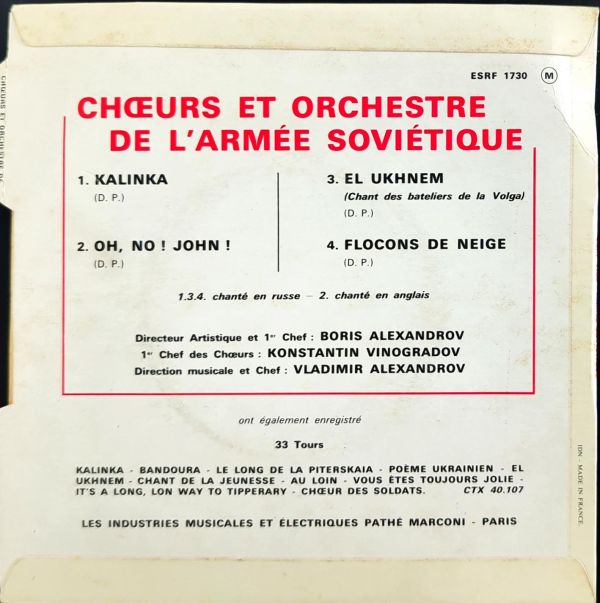 ESRF 1730 M
CHŒURS ET ORCHESTRE
DE L'ARMÉE SOVIÉTIQUE
1. KALINKA
(D. P.)
2. OH, NO ! JOHN !
(D. P.)
3. EL UKHNEM
(Chant des bateliers de la Volga)
(D. P.)
4. FLOCONS DE NEIGE
(D. P.)
1.3.4. chanté en russe – 2. chanté en anglais
Directeur Artistique et 1er Chef : BORIS ALEXANDROV
1er Chef des Chœurs : KONSTANTIN VINOGRADOV
Direction musicale et Chef : VLADIMIR ALEXANDROV
ont également enregistré
33 Tours
KALINKA - BANDOURA - LE LONG DE LA PITERSKAIA - POÈME UKRAINIEN - EL
UKHNEM - CHANT DE LA JEUNESSE - AU LOIN - VOUS ÊTES TOUJOURS JOLIE -
IT'S A LONG, LON WAY TO TIPPERARY - CHŒUR DES SOLDATS. CTX 40.107
LES INDUSTRIES MUSICALES ET ÉLECTRIQUES PATHÉ MARCONI - PARIS
IDN - MADE IN FRANCE.
CHŒURS ET ORCHESTRE